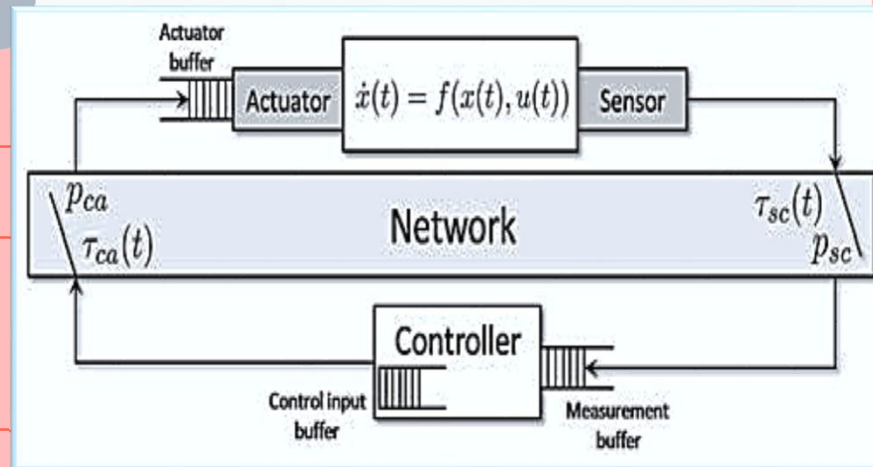 Actuator
buffer
Actuator
ẋ(t) = f(x(t), u(t))
Sensor
p_ca
τ_ca(t)
Network
τ_sc(t)
p_sc
Controller
Control input
buffer
Measurement
buffer